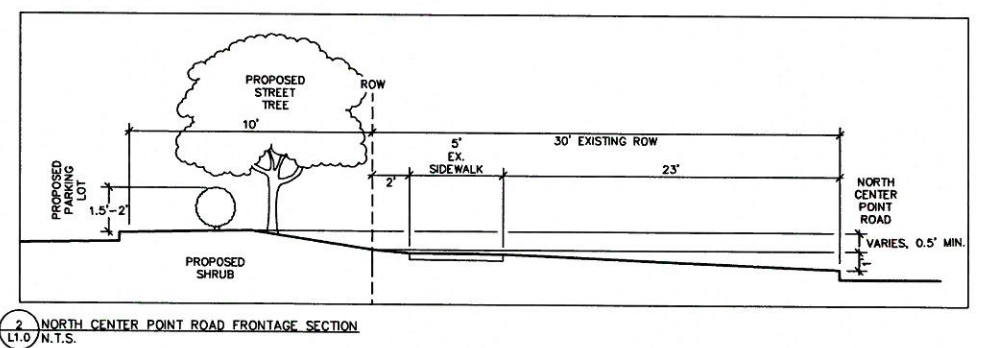 PROPOSED
STREET
TREE
ROW
10'
30' EXISTING ROW
5'
EX.
SIDEWALK
2'
23'
PROPOSED
PARKING
LOT
1.5'-2'
NORTH
CENTER
POINT
ROAD
VARIES, 0.5' MIN.
1'
PROPOSED
SHRUB
2
L1.0
NORTH CENTER POINT ROAD FRONTAGE SECTION
N.T.S.